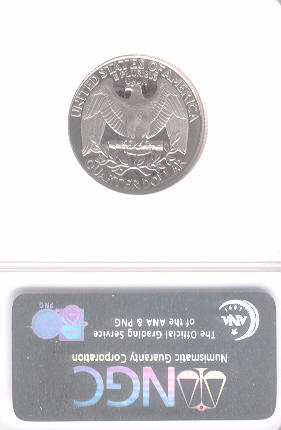 UNITED STATES OF AMERICA
E PLURIBUS
UNUM
QUARTER DOLLAR
NGC
Numismatic Guaranty Corporation
The Official Grading Service
of the ANA & PNG
ANA
1891
PNG